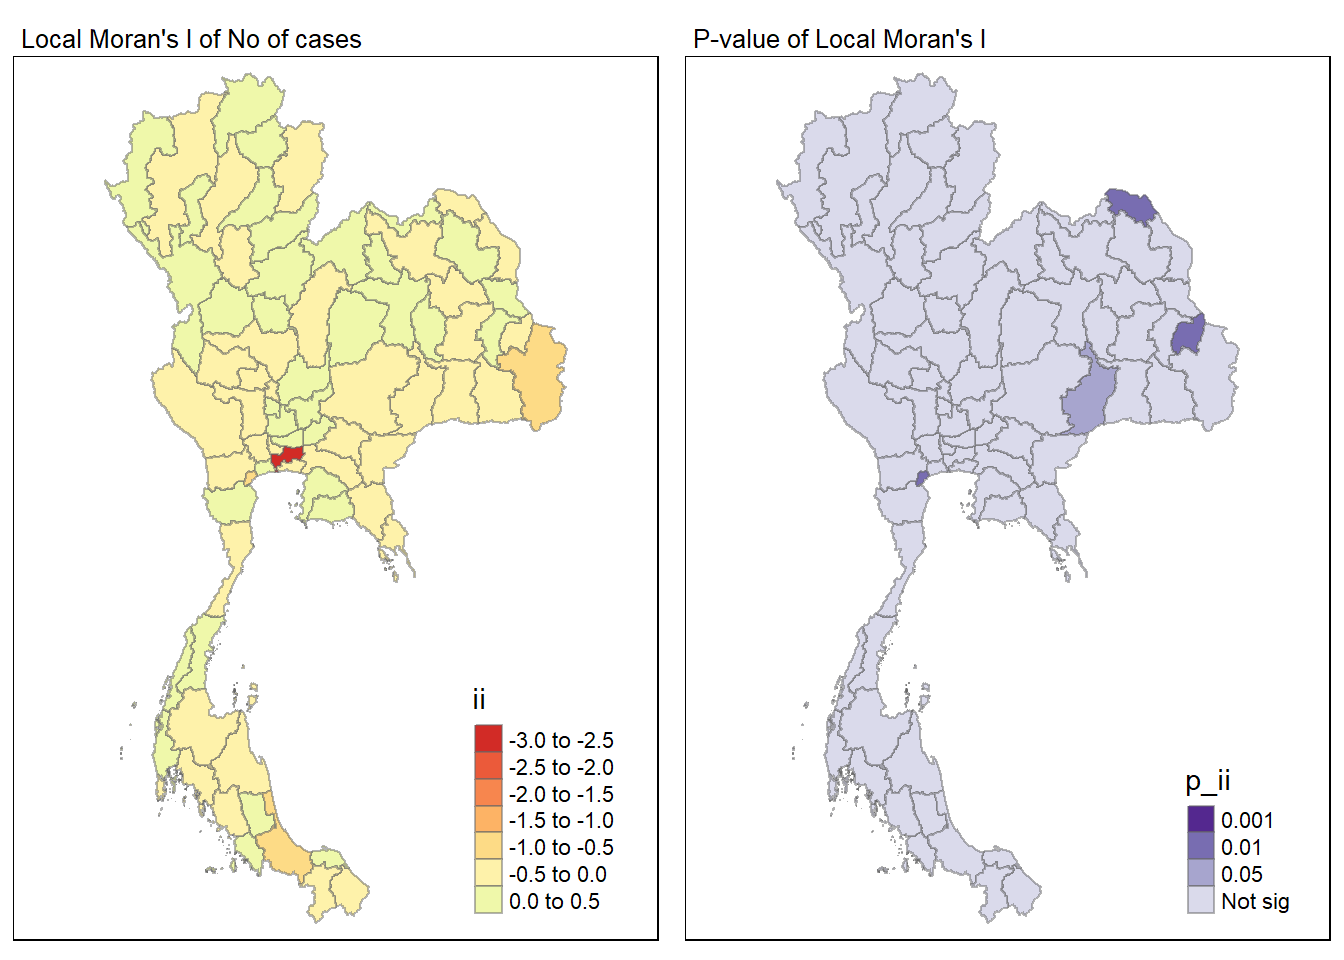 Local Moran's I of No of cases
ii
-3.0 to -2.5
-2.5 to -2.0
-2.0 to -1.5
-1.5 to -1.0
-1.0 to -0.5
-0.5 to 0.0
0.0 to 0.5
P-value of Local Moran's I
p_ii
0.001
0.01
0.05
Not sig